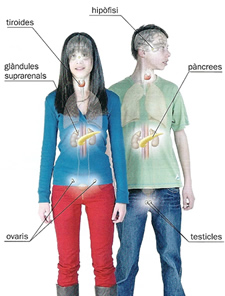 hipòfisi
tiroides
glàndules
suprarenals
pàncrees
ovaris
testicles